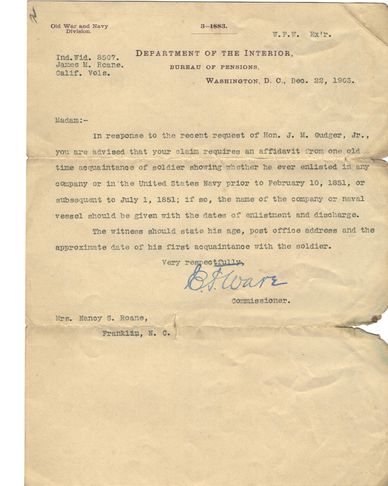 Old War and Navy
Division.
3—1883.
W.F.W. Ex'r.
Ind.Wid. 8507.
James M. Roane.
Calif. Vols.
DEPARTMENT OF THE INTERIOR,
BUREAU OF PENSIONS,
WASHINGTON, D. C., Dec. 22, 1903.
Madam:-
In response to the recent request of Hon. J. M. Gudger, Jr.,
you are advised that your claim requires an affidavit from one old
time acquaintance of soldier showing whether he ever enlisted in any
company or in the United States Navy prior to February 10, 1851, or
subsequent to July 1, 1851; if so, the name of the company or naval
vessel should be given with the dates of enlistment and discharge.
The witness should state his age, post office address and the
approximate date of his first acquaintance with the soldier.
Very respectfully,
Ware
Commissioner.
Mrs. Nancy S. Roane,
Franklin, N. C.